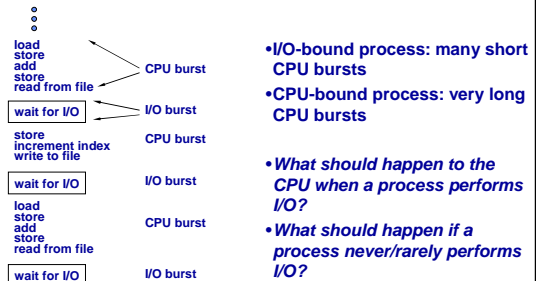 load
store
add
store
read from file
CPU burst
wait for I/O
I/O burst
store
increment index
write to file
CPU burst
wait for I/O
I/O burst
load
store
add
store
read from file
CPU burst
wait for I/O
I/O burst
•I/O-bound process: many short
CPU bursts
•CPU-bound process: very long
CPU bursts
•What should happen to the
CPU when a process performs
I/O?
•What should happen if a
process never/rarely performs
I/O?